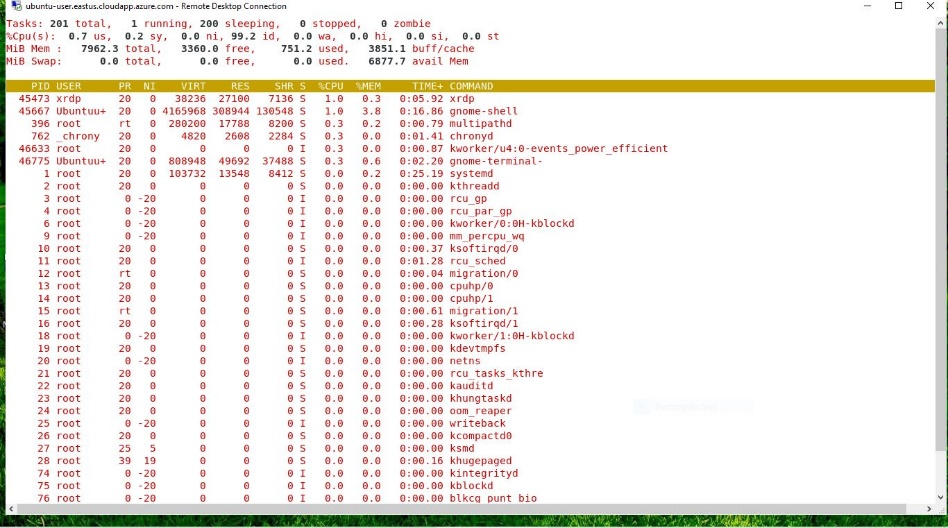 ubuntu-user.eastus.cloudapp.azure.com - Remote Desktop Connection
Tasks: 201 total, 1 running, 200 sleeping, 0 stopped, 0 zombie
%Cpu(s): 0.7 us, 0.2 sy, 0.0 ni, 99.2 id, 0.0 wa, 0.0 hi, 0.0 si, 0.0 st
MiB Mem : 7962.3 total, 3360.0 free, 751.2 used, 3851.1 buff/cache
MiB Swap: 0.0 total, 0.0 free, 0.0 used. 6877.7 avail Mem
PID USER PR NI VIRT RES SHR S %CPU %MEM TIME+ COMMAND
45473 xrdp 20 0 38236 27100 7136 S 1.0 0.3 0:05.92 xrdp
45667 Ubuntuu+ 20 0 4165968 308944 130548 S 1.0 3.8 0:16.86 gnome-shell
396 root rt 0 280200 17788 8200 S 0.3 0.2 0:00.79 multipathd
762 _chrony 20 0 4820 2608 2284 S 0.3 0.0 0:01.41 chronyd
46633 root 20 0 0 0 0 I 0.3 0.0 0:00.87 kworker/u4:0-events_power_efficient
46775 Ubuntuu+ 20 0 808948 49692 37488 S 0.3 0.6 0:02.20 gnome-terminal-
1 root 20 0 103732 13548 8412 S 0.0 0.2 0:25.19 systemd
2 root 20 0 0 0 0 S 0.0 0.0 0:00.00 kthreadd
3 root 0 -20 0 0 0 I 0.0 0.0 0:00.00 rcu_gp
4 root 0 -20 0 0 0 I 0.0 0.0 0:00.00 rcu_par_gp
6 root 0 -20 0 0 0 I 0.0 0.0 0:00.00 kworker/0:0H-kblockd
9 root 0 -20 0 0 0 I 0.0 0.0 0:00.00 mm_percpu_wq
10 root 20 0 0 0 0 S 0.0 0.0 0:00.37 ksoftirqd/0
11 root 20 0 0 0 0 I 0.0 0.0 0:01.28 rcu_sched
12 root rt 0 0 0 0 S 0.0 0.0 0:00.04 migration/0
13 root 20 0 0 0 0 S 0.0 0.0 0:00.00 cpuhp/0
14 root 20 0 0 0 0 S 0.0 0.0 0:00.00 cpuhp/1
15 root rt 0 0 0 0 S 0.0 0.0 0:00.61 migration/1
16 root 20 0 0 0 0 S 0.0 0.0 0:00.28 ksoftirqd/1
18 root 0 -20 0 0 0 I 0.0 0.0 0:00.00 kworker/1:0H-kblockd
19 root 20 0 0 0 0 S 0.0 0.0 0:00.00 kdevtmpfs
20 root 0 -20 0 0 0 I 0.0 0.0 0:00.00 netns
21 root 20 0 0 0 0 S 0.0 0.0 0:00.00 rcu_tasks_kthre
22 root 20 0 0 0 0 S 0.0 0.0 0:00.00 kauditd
23 root 20 0 0 0 0 S 0.0 0.0 0:00.00 khungtaskd
24 root 20 0 0 0 0 S 0.0 0.0 0:00.00 oom_reaper
25 root 0 -20 0 0 0 I 0.0 0.0 0:00.00 writeback
26 root 20 0 0 0 0 S 0.0 0.0 0:00.00 kcompactd0
27 root 25 5 0 0 0 S 0.0 0.0 0:00.00 ksmd
28 root 39 19 0 0 0 S 0.0 0.0 0:00.16 khugepaged
74 root 0 -20 0 0 0 I 0.0 0.0 0:00.00 kintegrityd
75 root 0 -20 0 0 0 I 0.0 0.0 0:00.00 kblockd
76 root 0 -20 0 0 0 I 0.0 0.0 0:00.00 blkcg_punt_bio